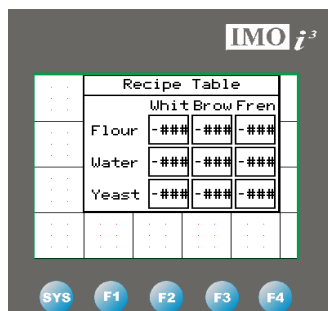 IMO i³
Recipe Table
Whit Brow Fren
Flour -### -### -###
Water -### -### -###
Yeast -### -### -###
SYS F1 F2 F3 F4